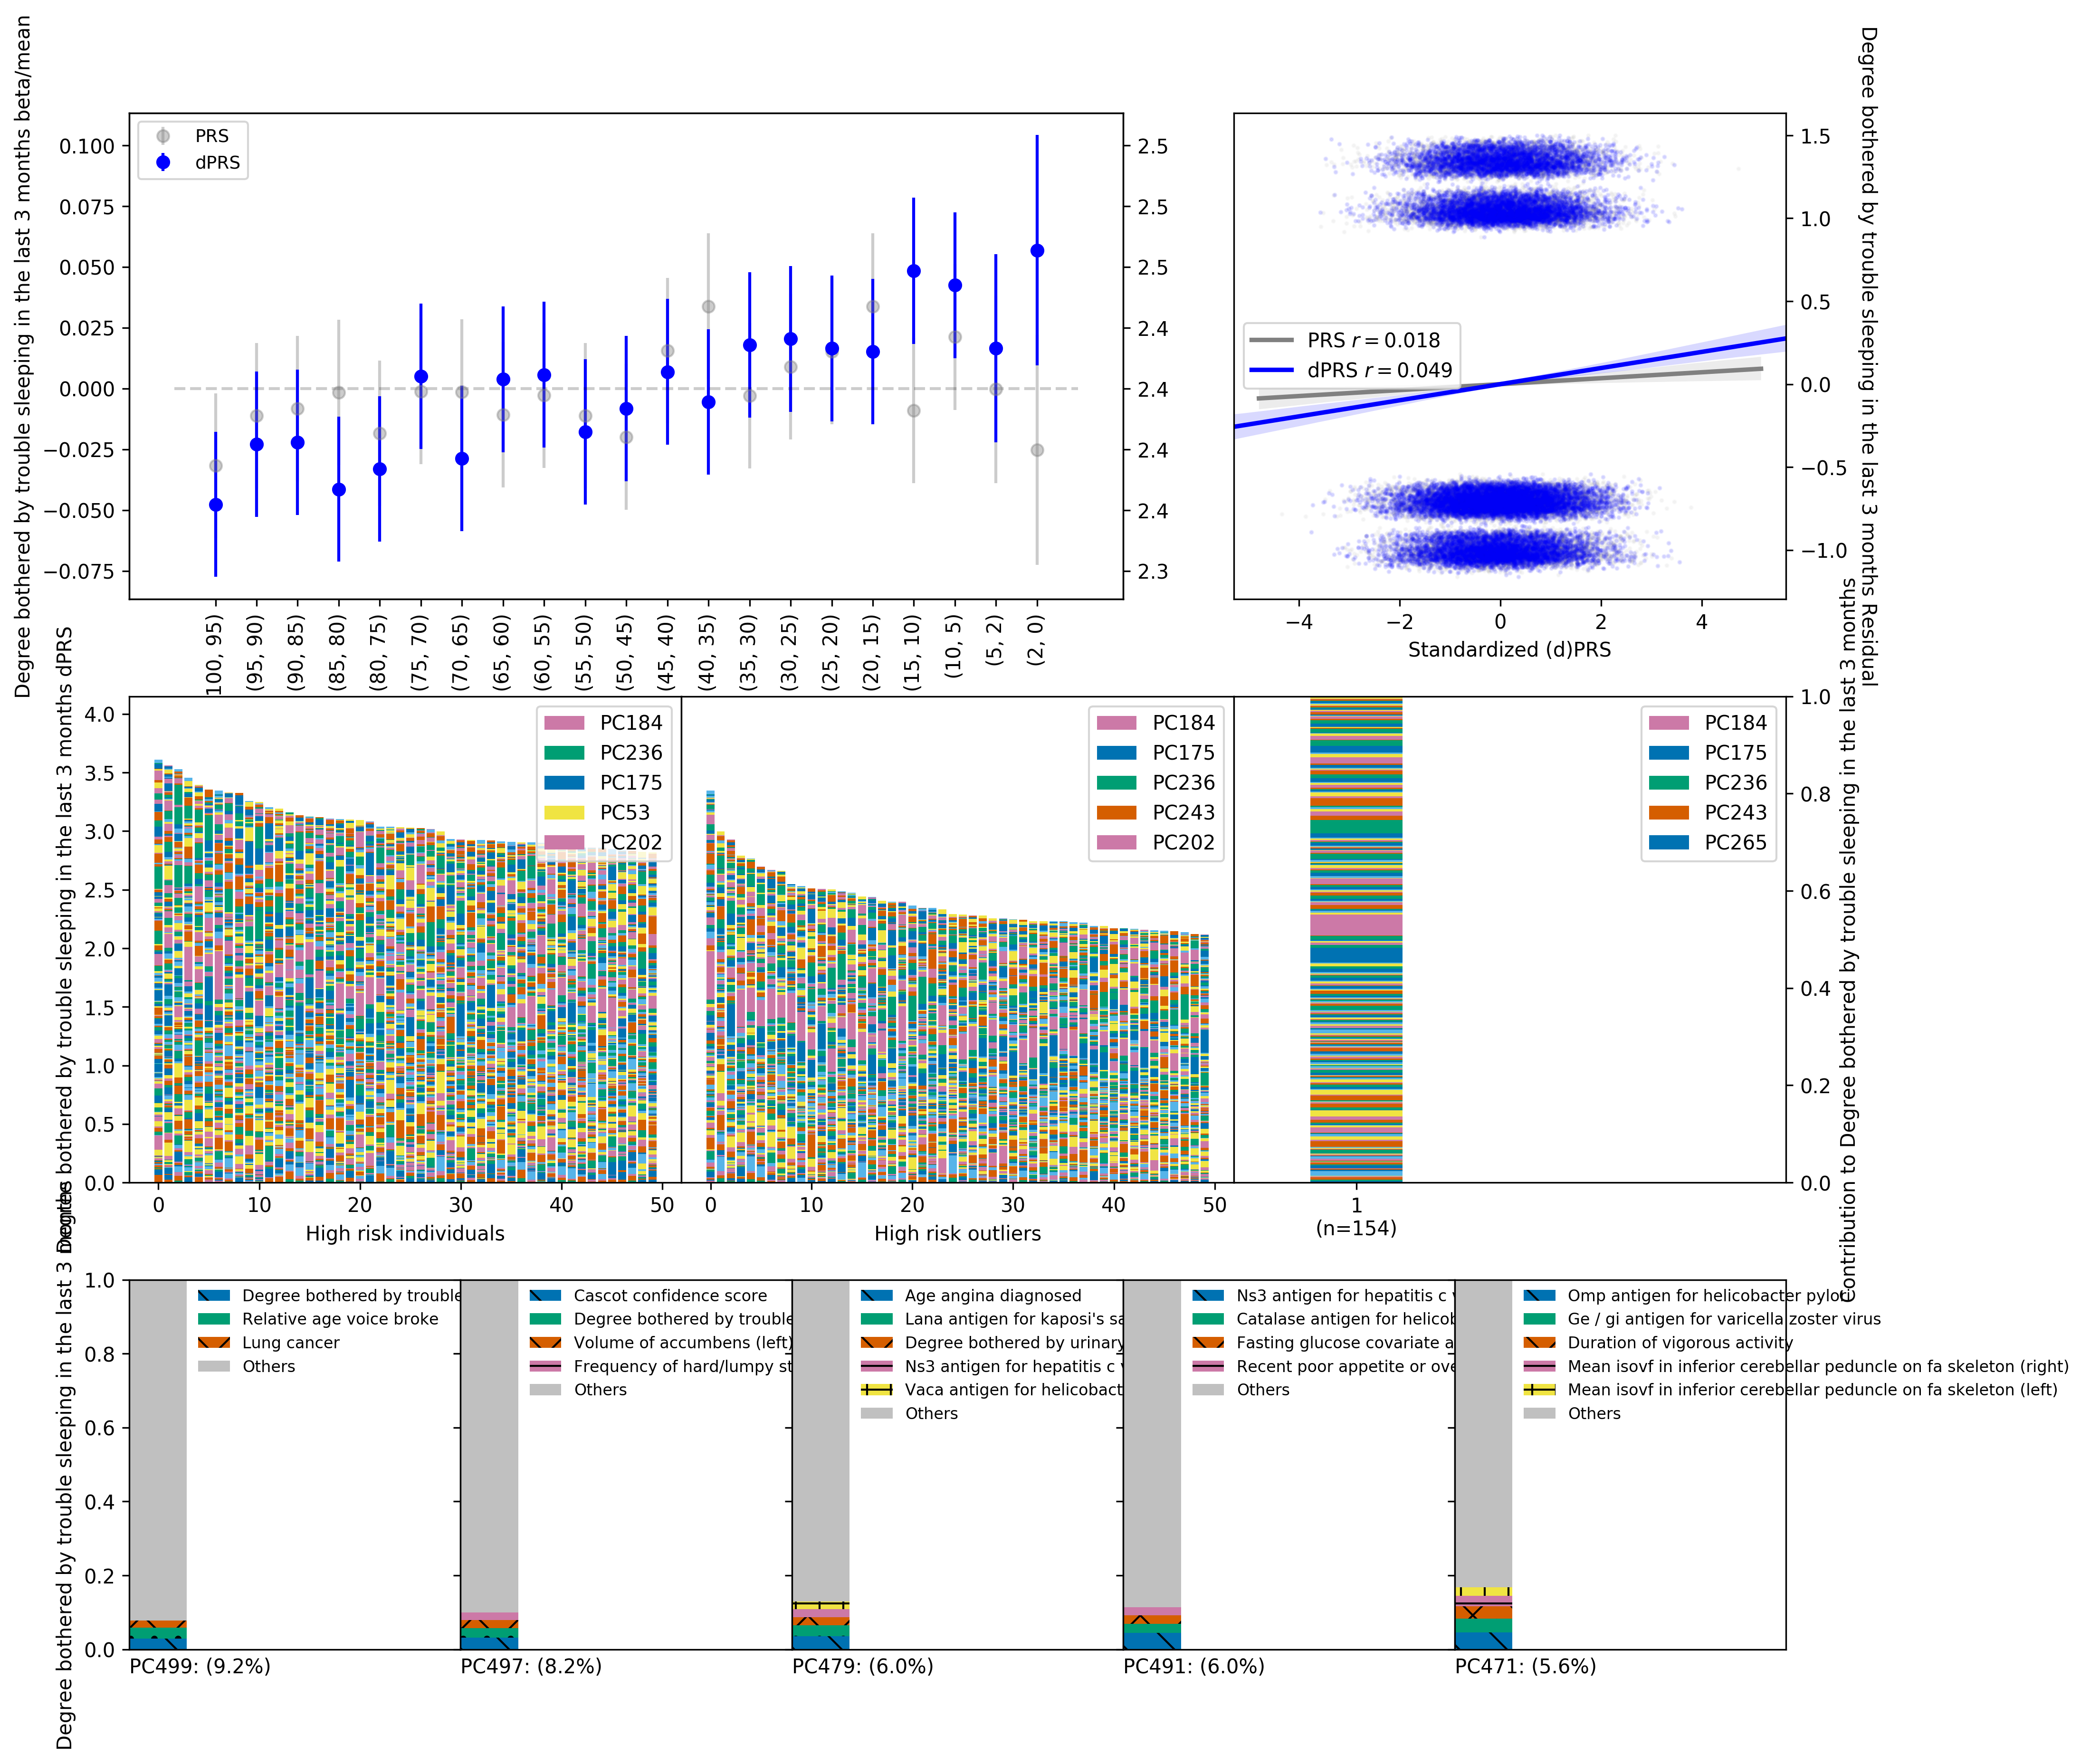 Degree bothered by trouble sleeping in the last 3 months beta/mean
0.100
0.075
0.050
0.025
0.000
−0.025
−0.050
−0.075
PRS
dPRS
2.5
2.5
2.5
2.4
2.4
2.4
2.4
2.3
100, 95)
(95, 90)
(90, 85)
(85, 80)
(80, 75)
(75, 70)
(70, 65)
(65, 60)
(60, 55)
(55, 50)
(50, 45)
(45, 40)
(40, 35)
(35, 30)
(30, 25)
(25, 20)
(20, 15)
(15, 10)
(10, 5)
(5, 2)
(2, 0)
PRS r = 0.018
dPRS r = 0.049
1.5
1.0
0.5
0.0
−0.5
−1.0
−4
−2
0
2
4
Standardized (d)PRS
Degree bothered by trouble sleeping in the last 3 months Residual
Degree bothered by trouble sleeping in the last 3 months dPRS
4.0
3.5
3.0
2.5
2.0
1.5
1.0
0.5
0.0
PC184
PC236
PC175
PC53
PC202
0
10
20
30
40
50
High risk individuals
PC184
PC175
PC236
PC243
PC202
0
10
20
30
40
50
High risk outliers
PC184
PC175
PC236
PC243
PC265
1
(n=154)
1.0
0.8
0.6
0.4
0.2
0.0
Contribution to Degree bothered by trouble sleeping in the last 3 months
Degree bothered by trouble sleeping in the last 3 months
1.0
0.8
0.6
0.4
0.2
0.0
Degree bothered by trouble
Relative age voice broke
Lung cancer
Others
PC499: (9.2%)
Cascot confidence score
Degree bothered by trouble
Volume of accumbens (left)
Frequency of hard/lumpy st
Others
PC497: (8.2%)
Age angina diagnosed
Lana antigen for kaposi's sa
Degree bothered by urinary
Ns3 antigen for hepatitis c v
Vaca antigen for helicobact
Others
PC479: (6.0%)
Ns3 antigen for hepatitis c v
Catalase antigen for helicob
Fasting glucose covariate a
Recent poor appetite or ove
Others
PC491: (6.0%)
Omp antigen for helicobacter pylori
Ge / gi antigen for varicella zoster virus
Duration of vigorous activity
Mean isovf in inferior cerebellar peduncle on fa skeleton (right)
Mean isovf in inferior cerebellar peduncle on fa skeleton (left)
Others
PC471: (5.6%)